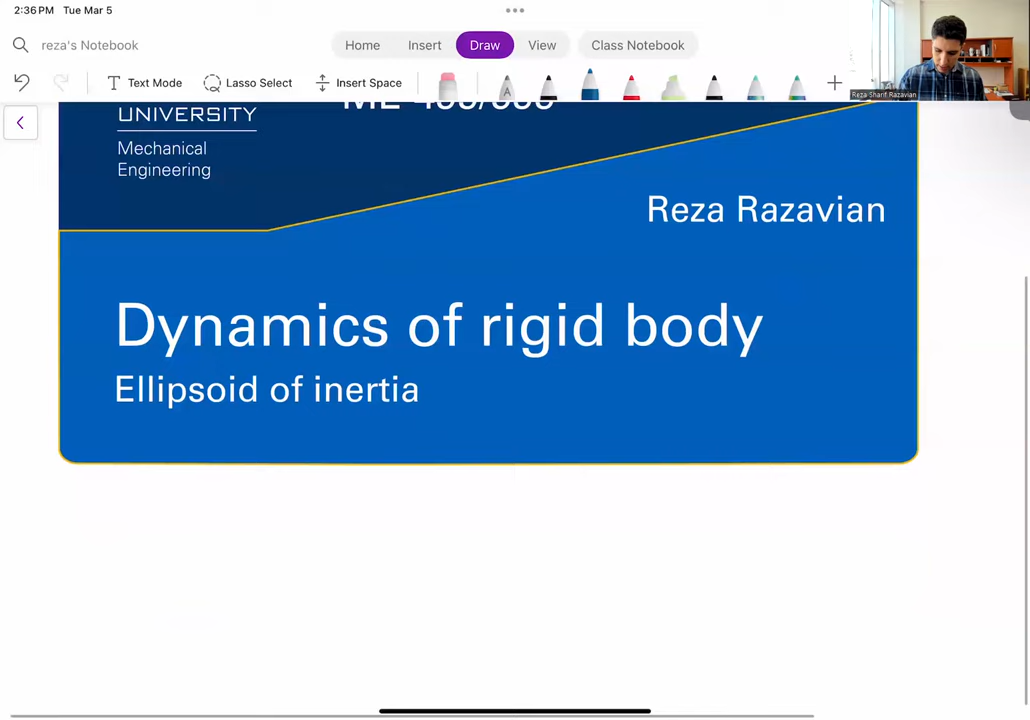 2:36 PM Tue Mar 5
reza's Notebook
Home Insert Draw View Class Notebook
Text Mode Lasso Select Insert Space
A
Reza Sharif Razavian
UNIVERSITY
Mechanical
Engineering
Reza Razavian
Dynamics of rigid body
Ellipsoid of inertia